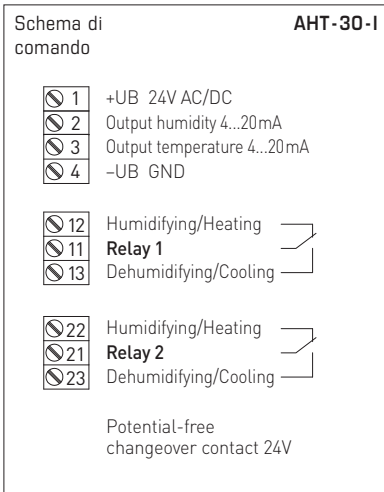 Schema di comando AHT-30-I
1 +UB 24V AC/DC
2 Output humidity 4...20mA
3 Output temperature 4...20mA
4 –UB GND
12 Humidifying/Heating
11 Relay 1
13 Dehumidifying/Cooling
22 Humidifying/Heating
21 Relay 2
23 Dehumidifying/Cooling
Potential-free
changeover contact 24V